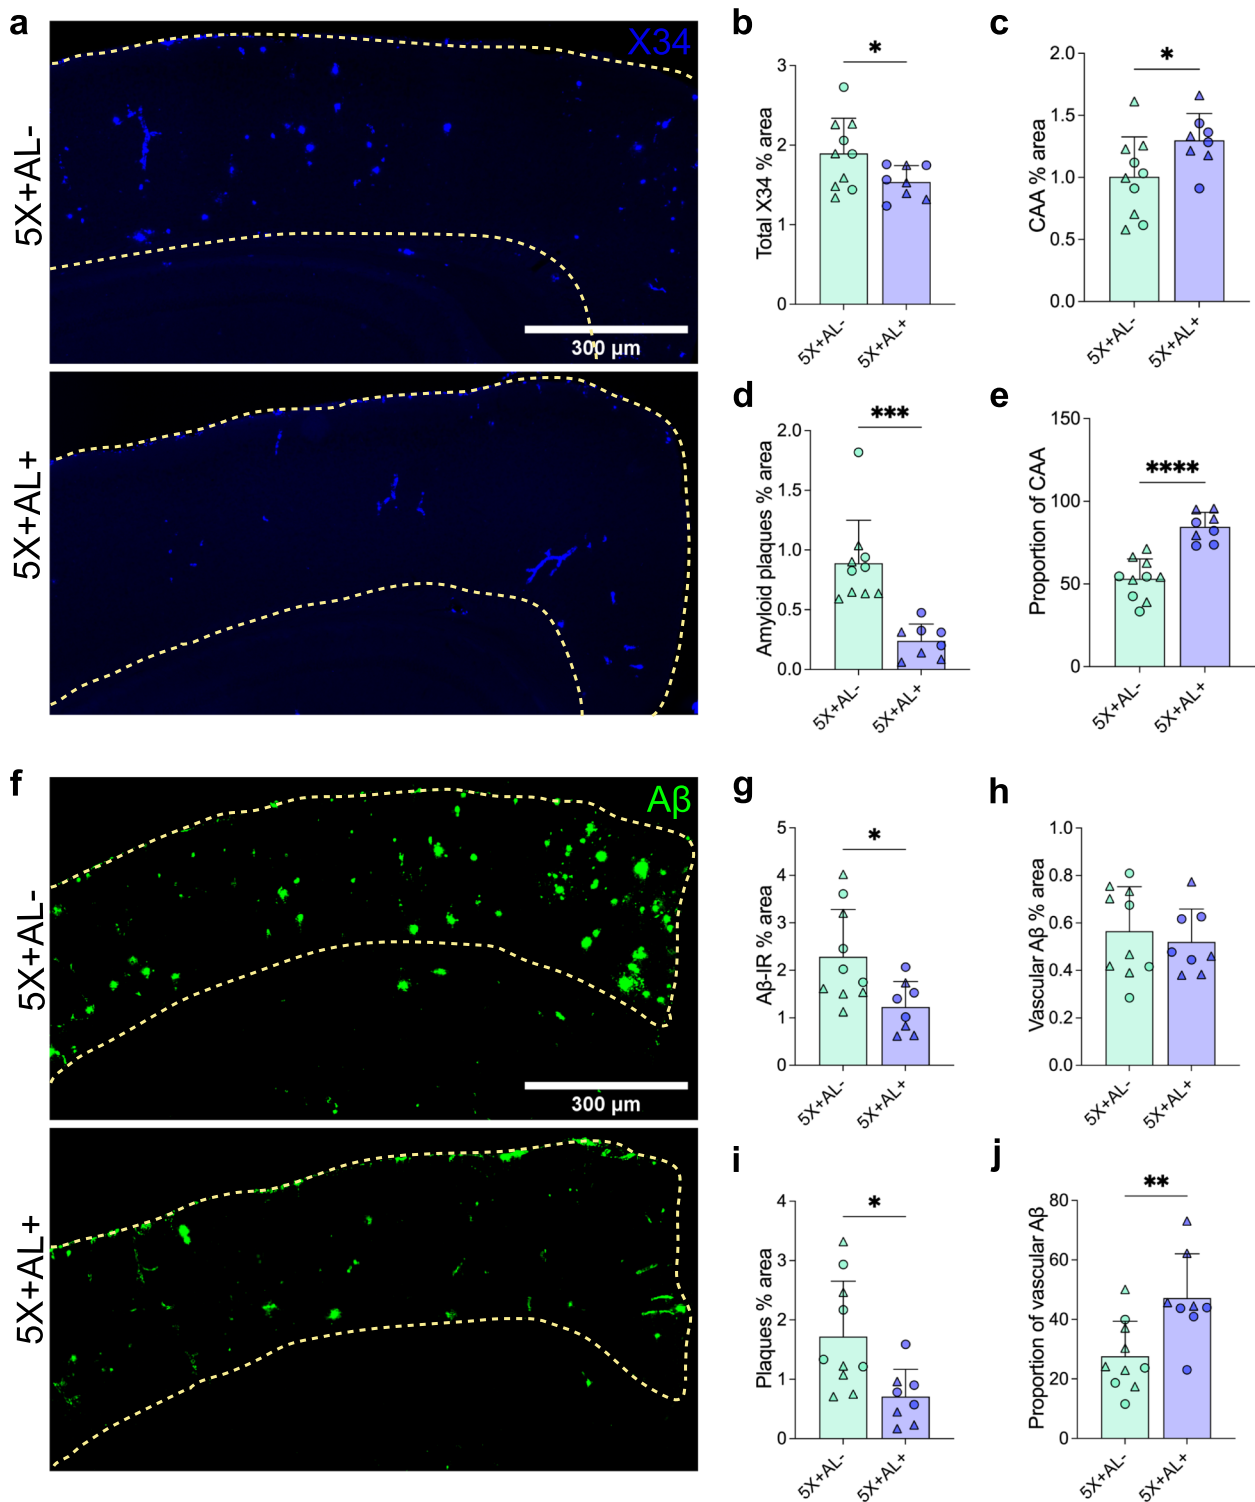 a
X34
5X+AL-
300 µm
5X+AL+
b
3
2
1
0
Total X34 % area
*
5X+AL-
5X+AL+
c
2.0
1.5
1.0
0.5
0.0
CAA % area
*
5X+AL-
5X+AL+
d
2.0
1.5
1.0
0.5
0.0
Amyloid plaques % area
***
5X+AL-
5X+AL+
e
150
100
50
0
Proportion of CAA
****
5X+AL-
5X+AL+
f
Aβ
5X+AL-
300 µm
5X+AL+
g
5
4
3
2
1
0
Aβ-IR % area
*
5X+AL-
5X+AL+
h
1.0
0.8
0.6
0.4
0.2
0.0
Vascular Aβ % area
5X+AL-
5X+AL+
i
4
3
2
1
0
Plaques % area
*
5X+AL-
5X+AL+
j
80
60
40
20
0
Proportion of vascular Aβ
**
5X+AL-
5X+AL+